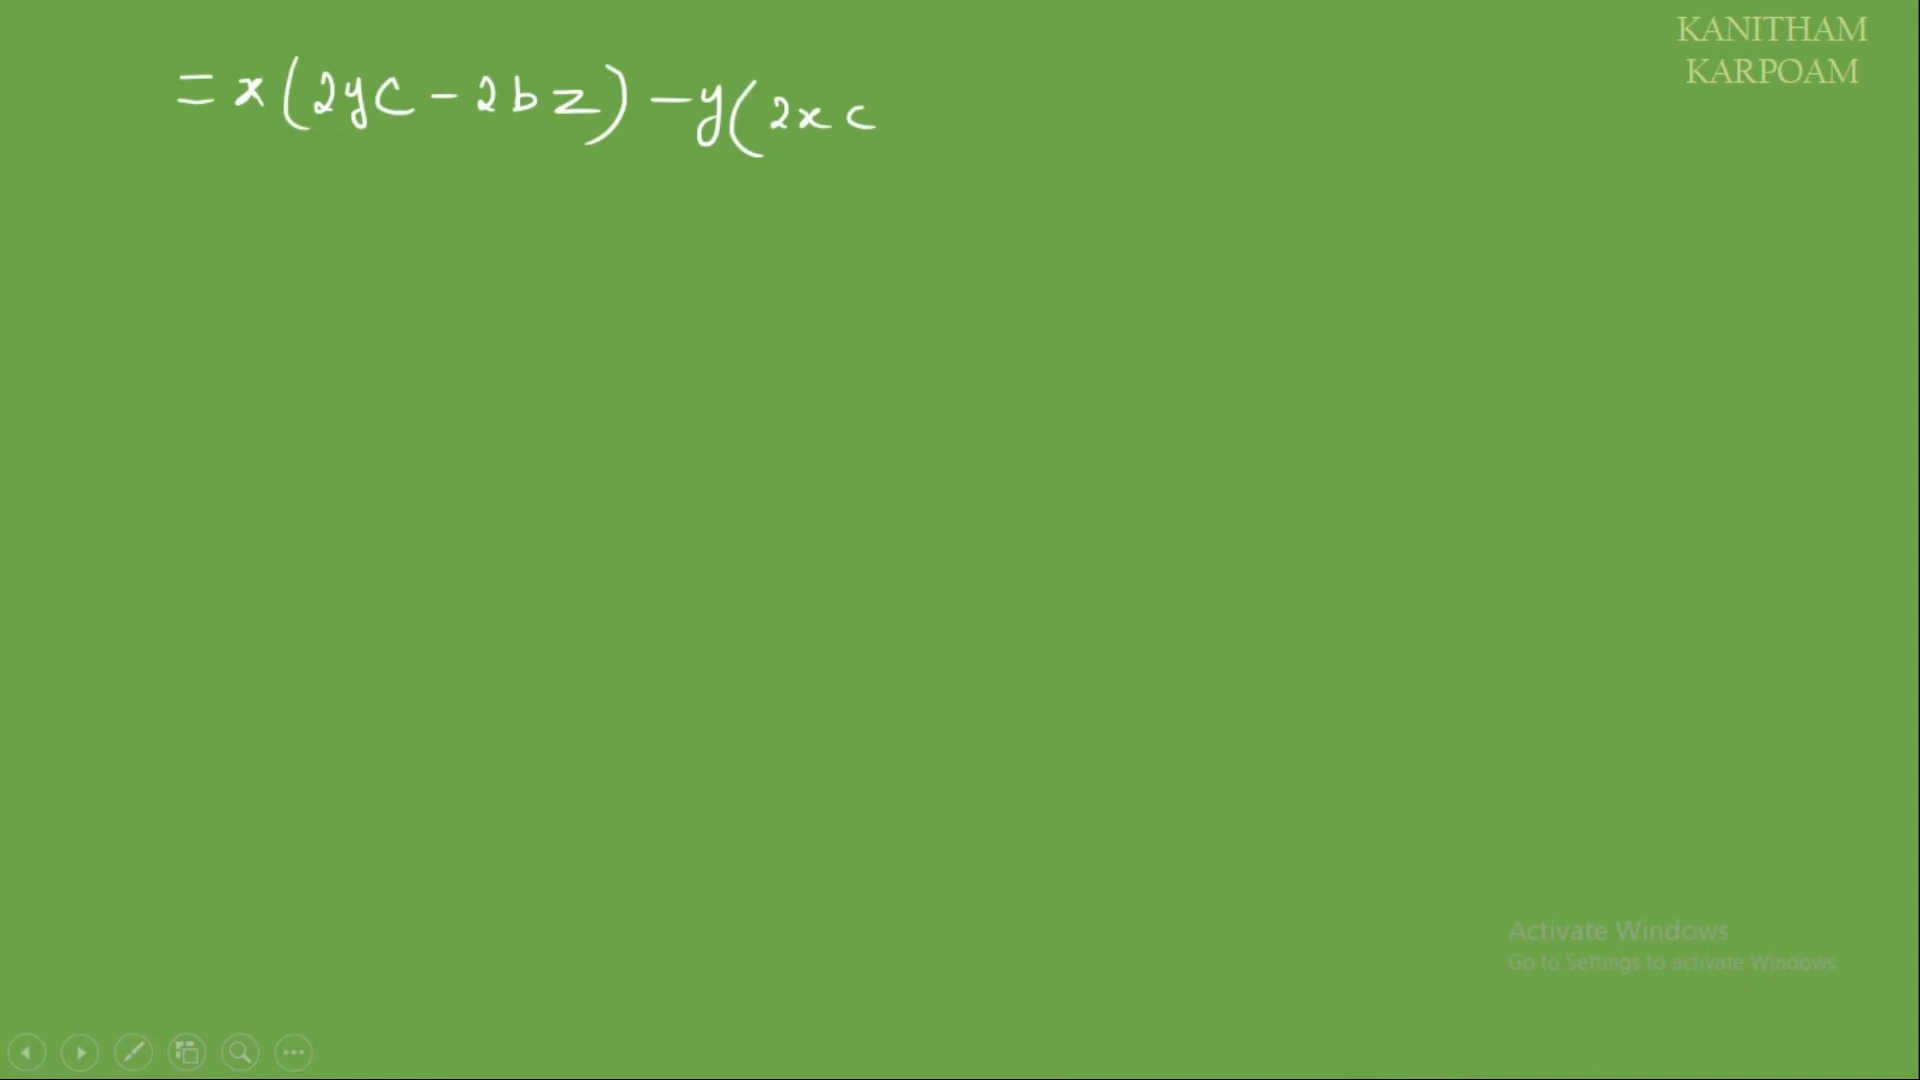 KANITHAM
KARPOAM
= x(2yc - 2bz) - y(2xc
Activate Windows
Go to Settings to activate Windows.